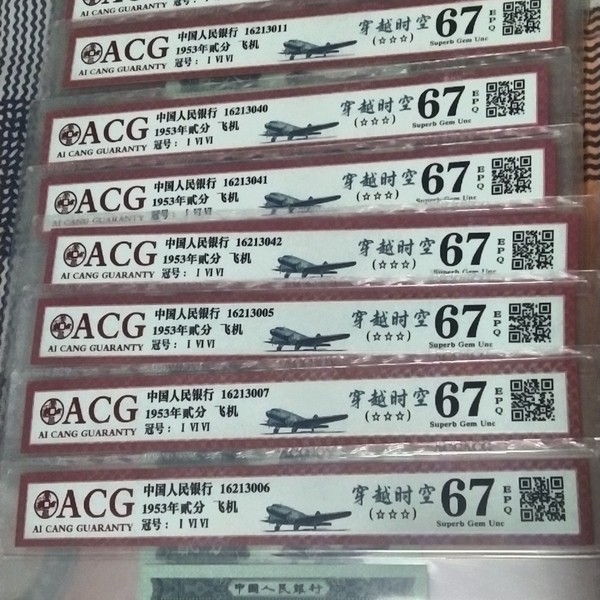 冠号：Ⅰ Ⅵ Ⅵ
ACG
AI CANG GUARANTY
中国人民银行 16213011
1953年贰分 飞机
冠号：Ⅰ Ⅵ Ⅵ
穿越时空
(☆☆☆)
67
EPQ
Superb Gem Unc
ACG
AI CANG GUARANTY
中国人民银行 16213040
1953年贰分 飞机
冠号：Ⅰ Ⅵ Ⅵ
穿越时空
(☆☆☆)
67
EPQ
ACG
AI CANG GUARANTY
中国人民银行 16213041
1953年贰分 飞机
冠号：Ⅰ Ⅵ Ⅵ
穿越时空
(☆☆☆)
67
EPQ
ACG
AI CANG GUARANTY
中国人民银行 16213042
1953年贰分 飞机
冠号：Ⅰ Ⅵ Ⅵ
穿越时空
(☆☆☆)
67
EPQ
Superb Gem Unc
ACG
AI CANG GUARANTY
中国人民银行 16213005
1953年贰分 飞机
冠号：Ⅰ Ⅵ Ⅵ
穿越时空
(☆☆☆)
67
EPQ
Superb Gem Unc
ACG
AI CANG GUARANTY
中国人民银行 16213007
1953年贰分 飞机
冠号：Ⅰ Ⅵ Ⅵ
穿越时空
(☆☆☆)
67
EPQ
Superb Gem Unc
ACG
AI CANG GUARANTY
中国人民银行 16213006
1953年贰分 飞机
冠号：Ⅰ Ⅵ Ⅵ
穿越时空
(☆☆☆)
67
EPQ
Superb Gem Unc
中國人民銀行